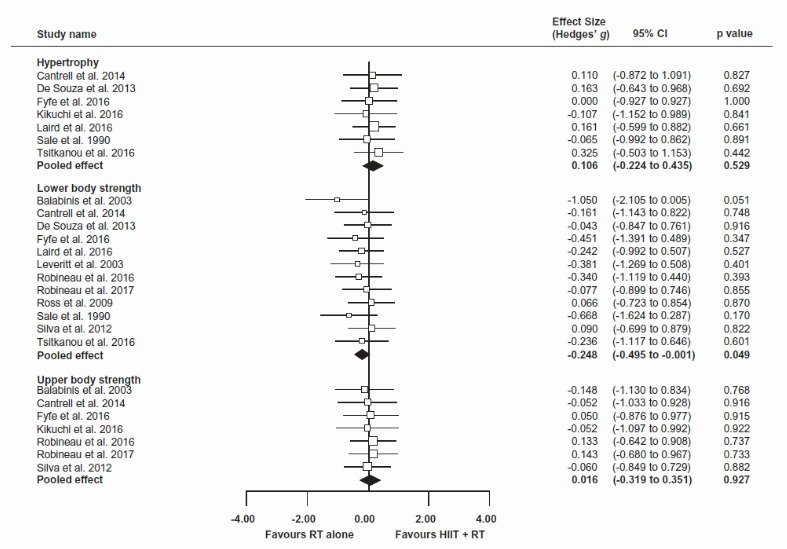 Effect Size
Study name (Hedges' g) 95% CI p value
Hypertrophy
Cantrell et al. 2014 0.110 (-0.872 to 1.091) 0.827
De Souza et al. 2013 0.163 (-0.643 to 0.968) 0.692
Fyfe et al. 2016 0.000 (-0.927 to 0.927) 1.000
Kikuchi et al. 2016 -0.107 (-1.152 to 0.989) 0.841
Laird et al. 2016 0.161 (-0.599 to 0.882) 0.661
Sale et al. 1990 -0.065 (-0.992 to 0.862) 0.891
Tsitkanou et al. 2016 0.325 (-0.503 to 1.153) 0.442
Pooled effect 0.106 (-0.224 to 0.435) 0.529
Lower body strength
Balabinis et al. 2003 -1.050 (-2.105 to 0.005) 0.051
Cantrell et al. 2014 -0.161 (-1.143 to 0.822) 0.748
De Souza et al. 2013 -0.043 (-0.847 to 0.761) 0.916
Fyfe et al. 2016 -0.451 (-1.391 to 0.489) 0.347
Laird et al. 2016 -0.242 (-0.992 to 0.507) 0.527
Leveritt et al. 2003 -0.381 (-1.269 to 0.508) 0.401
Robineau et al. 2016 -0.340 (-1.119 to 0.440) 0.393
Robineau et al. 2017 -0.077 (-0.899 to 0.746) 0.855
Ross et al. 2009 0.066 (-0.723 to 0.854) 0.870
Sale et al. 1990 -0.668 (-1.624 to 0.287) 0.170
Silva et al. 2012 0.090 (-0.699 to 0.879) 0.822
Tsitkanou et al. 2016 -0.236 (-1.117 to 0.646) 0.601
Pooled effect -0.248 (-0.495 to -0.001) 0.049
Upper body strength
Balabinis et al. 2003 -0.148 (-1.130 to 0.834) 0.768
Cantrell et al. 2014 -0.052 (-1.033 to 0.928) 0.916
Fyfe et al. 2016 0.050 (-0.876 to 0.977) 0.915
Kikuchi et al. 2016 -0.052 (-1.097 to 0.992) 0.922
Robineau et al. 2016 0.133 (-0.642 to 0.908) 0.737
Robineau et al. 2017 0.143 (-0.680 to 0.967) 0.733
Silva et al. 2012 -0.060 (-0.849 to 0.729) 0.882
Pooled effect 0.016 (-0.319 to 0.351) 0.927
-4.00 -2.00 0.00 2.00 4.00
Favours RT alone Favours HIIT + RT